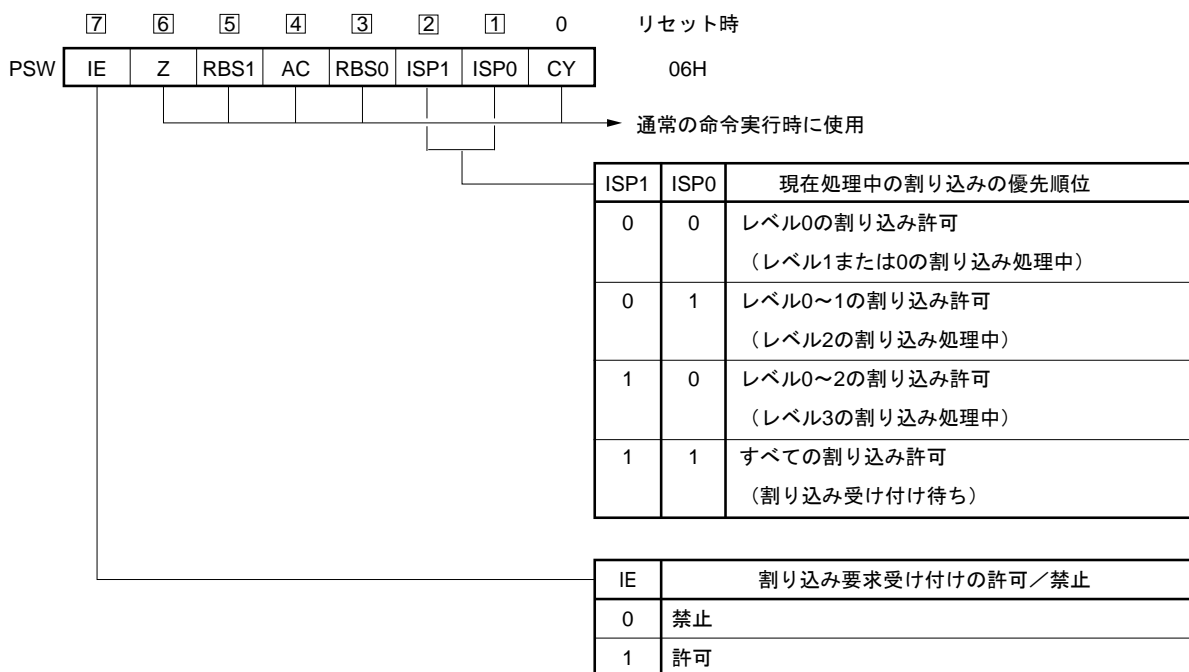 7 6 5 4 3 2 1 0 リセット時
PSW IE Z RBS1 AC RBS0 ISP1 ISP0 CY 06H
通常の命令実行時に使用
ISP1 ISP0 現在処理中の割り込みの優先順位
0 0 レベル0の割り込み許可
（レベル1または0の割り込み処理中）
0 1 レベル0～1の割り込み許可
（レベル2の割り込み処理中）
1 0 レベル0～2の割り込み許可
（レベル3の割り込み処理中）
1 1 すべての割り込み許可
（割り込み受け付け待ち）
IE 割り込み要求受け付けの許可／禁止
0 禁止
1 許可